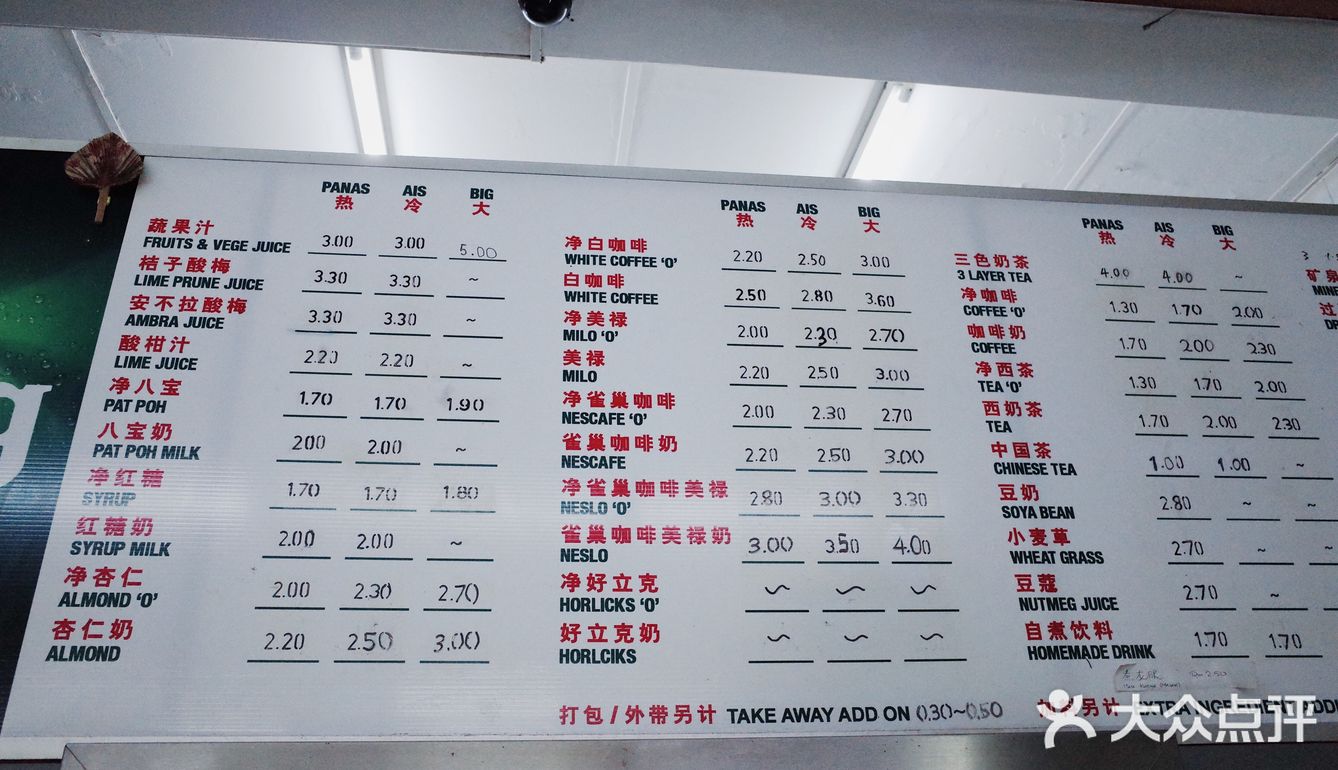 PANAS AIS BIG
热 冷 大
蔬果汁
FRUITS & VEGE JUICE 3.00 3.00 5.00
桔子酸梅
LIME PRUNE JUICE 3.30 3.30 ~
安不拉酸梅
AMBRA JUICE 3.30 3.30 ~
酸柑汁
LIME JUICE 2.20 2.20 ~
净八宝
PAT POH 1.70 1.70 1.90
八宝奶
PAT POH MILK 200 2.00 ~
净红糖
SYRUP 1.70 1.70 1.80
红糖奶
SYRUP MILK 2.00 2.00 ~
净杏仁
ALMOND 'O' 2.00 2.30 2.70
杏仁奶
ALMOND 2.20 2.50 3.00
PANAS AIS BIG
热 冷 大
净白咖啡
WHITE COFFEE 'O' 2.20 2.50 3.00
白咖啡
WHITE COFFEE 2.50 2.80 3.60
净美禄
MILO 'O' 2.00 2.30 2.70
美禄
MILO 2.20 2.50 3.00
净雀巢咖啡
NESCAFE 'O' 2.00 2.30 2.70
雀巢咖啡奶
NESCAFE 2.20 2.50 3.00
净雀巢咖啡美禄
NESLO 'O' 2.80 3.00 3.30
雀巢咖啡美禄奶
NESLO 3.00 3.50 4.00
净好立克
HORLICKS 'O' ~ ~ ~
好立克奶
HORLCIKS ~ ~ ~
打包 / 外带另计 TAKE AWAY ADD ON 0.30~0.50
PANAS AIS BIG
热 冷 大
三色奶茶
3 LAYER TEA 4.00 4.00 ~
净咖啡
COFFEE 'O' 1.30 1.70 2.00
咖啡奶
COFFEE 1.70 2.00 2.30
净西茶
TEA 'O' 1.30 1.70 2.00
西奶茶
TEA 1.70 2.00 2.30
中国茶
CHINESE TEA 1.00 1.00 ~
豆奶
SOYA BEAN 2.80 ~ ~
小麦草
WHEAT GRASS 2.70 ~ ~
豆蔻
NUTMEG JUICE 2.70 ~
自煮饮料
HOMEMADE DRINK 1.70 1.70
2.50
另计 EXTRA INGREDIENT ADD
矿泉
过
大众点评